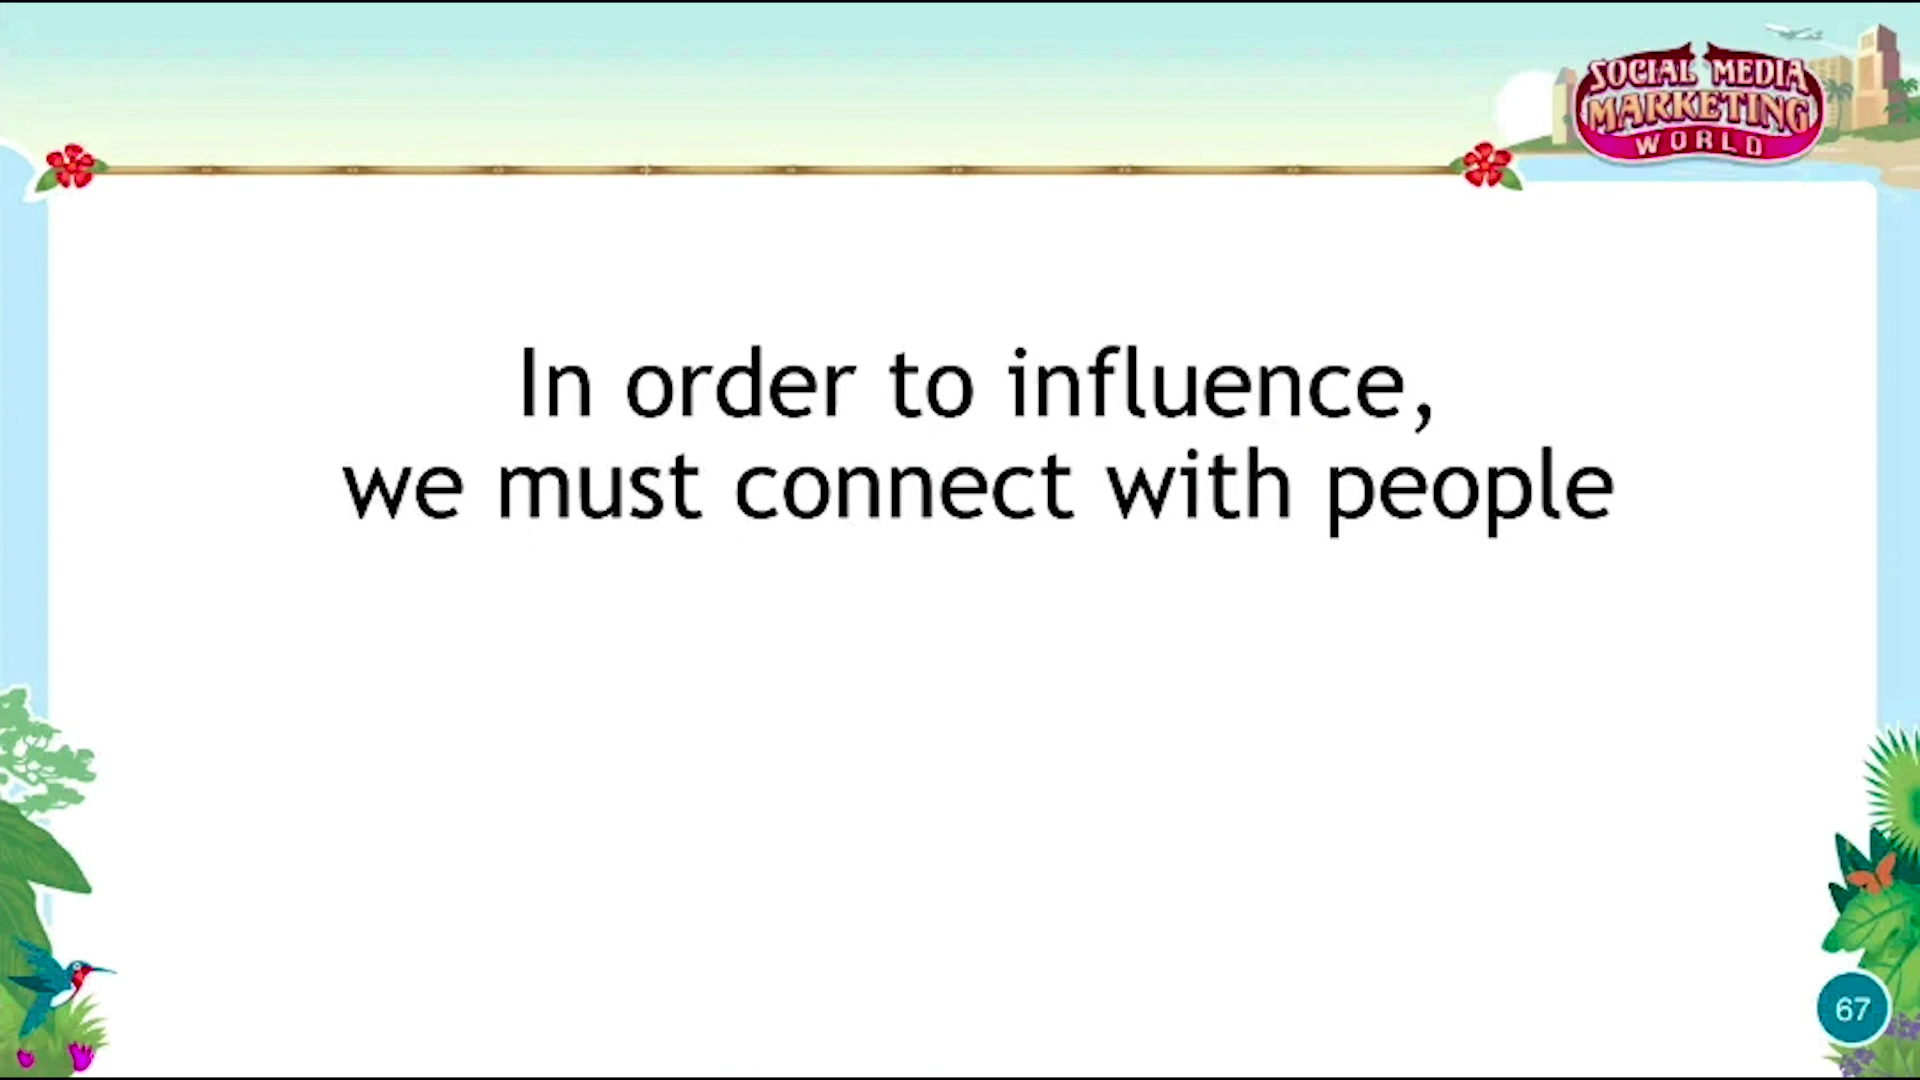 SOCIAL MEDIA
MARKETING
WORLD
In order to influence,
we must connect with people
67